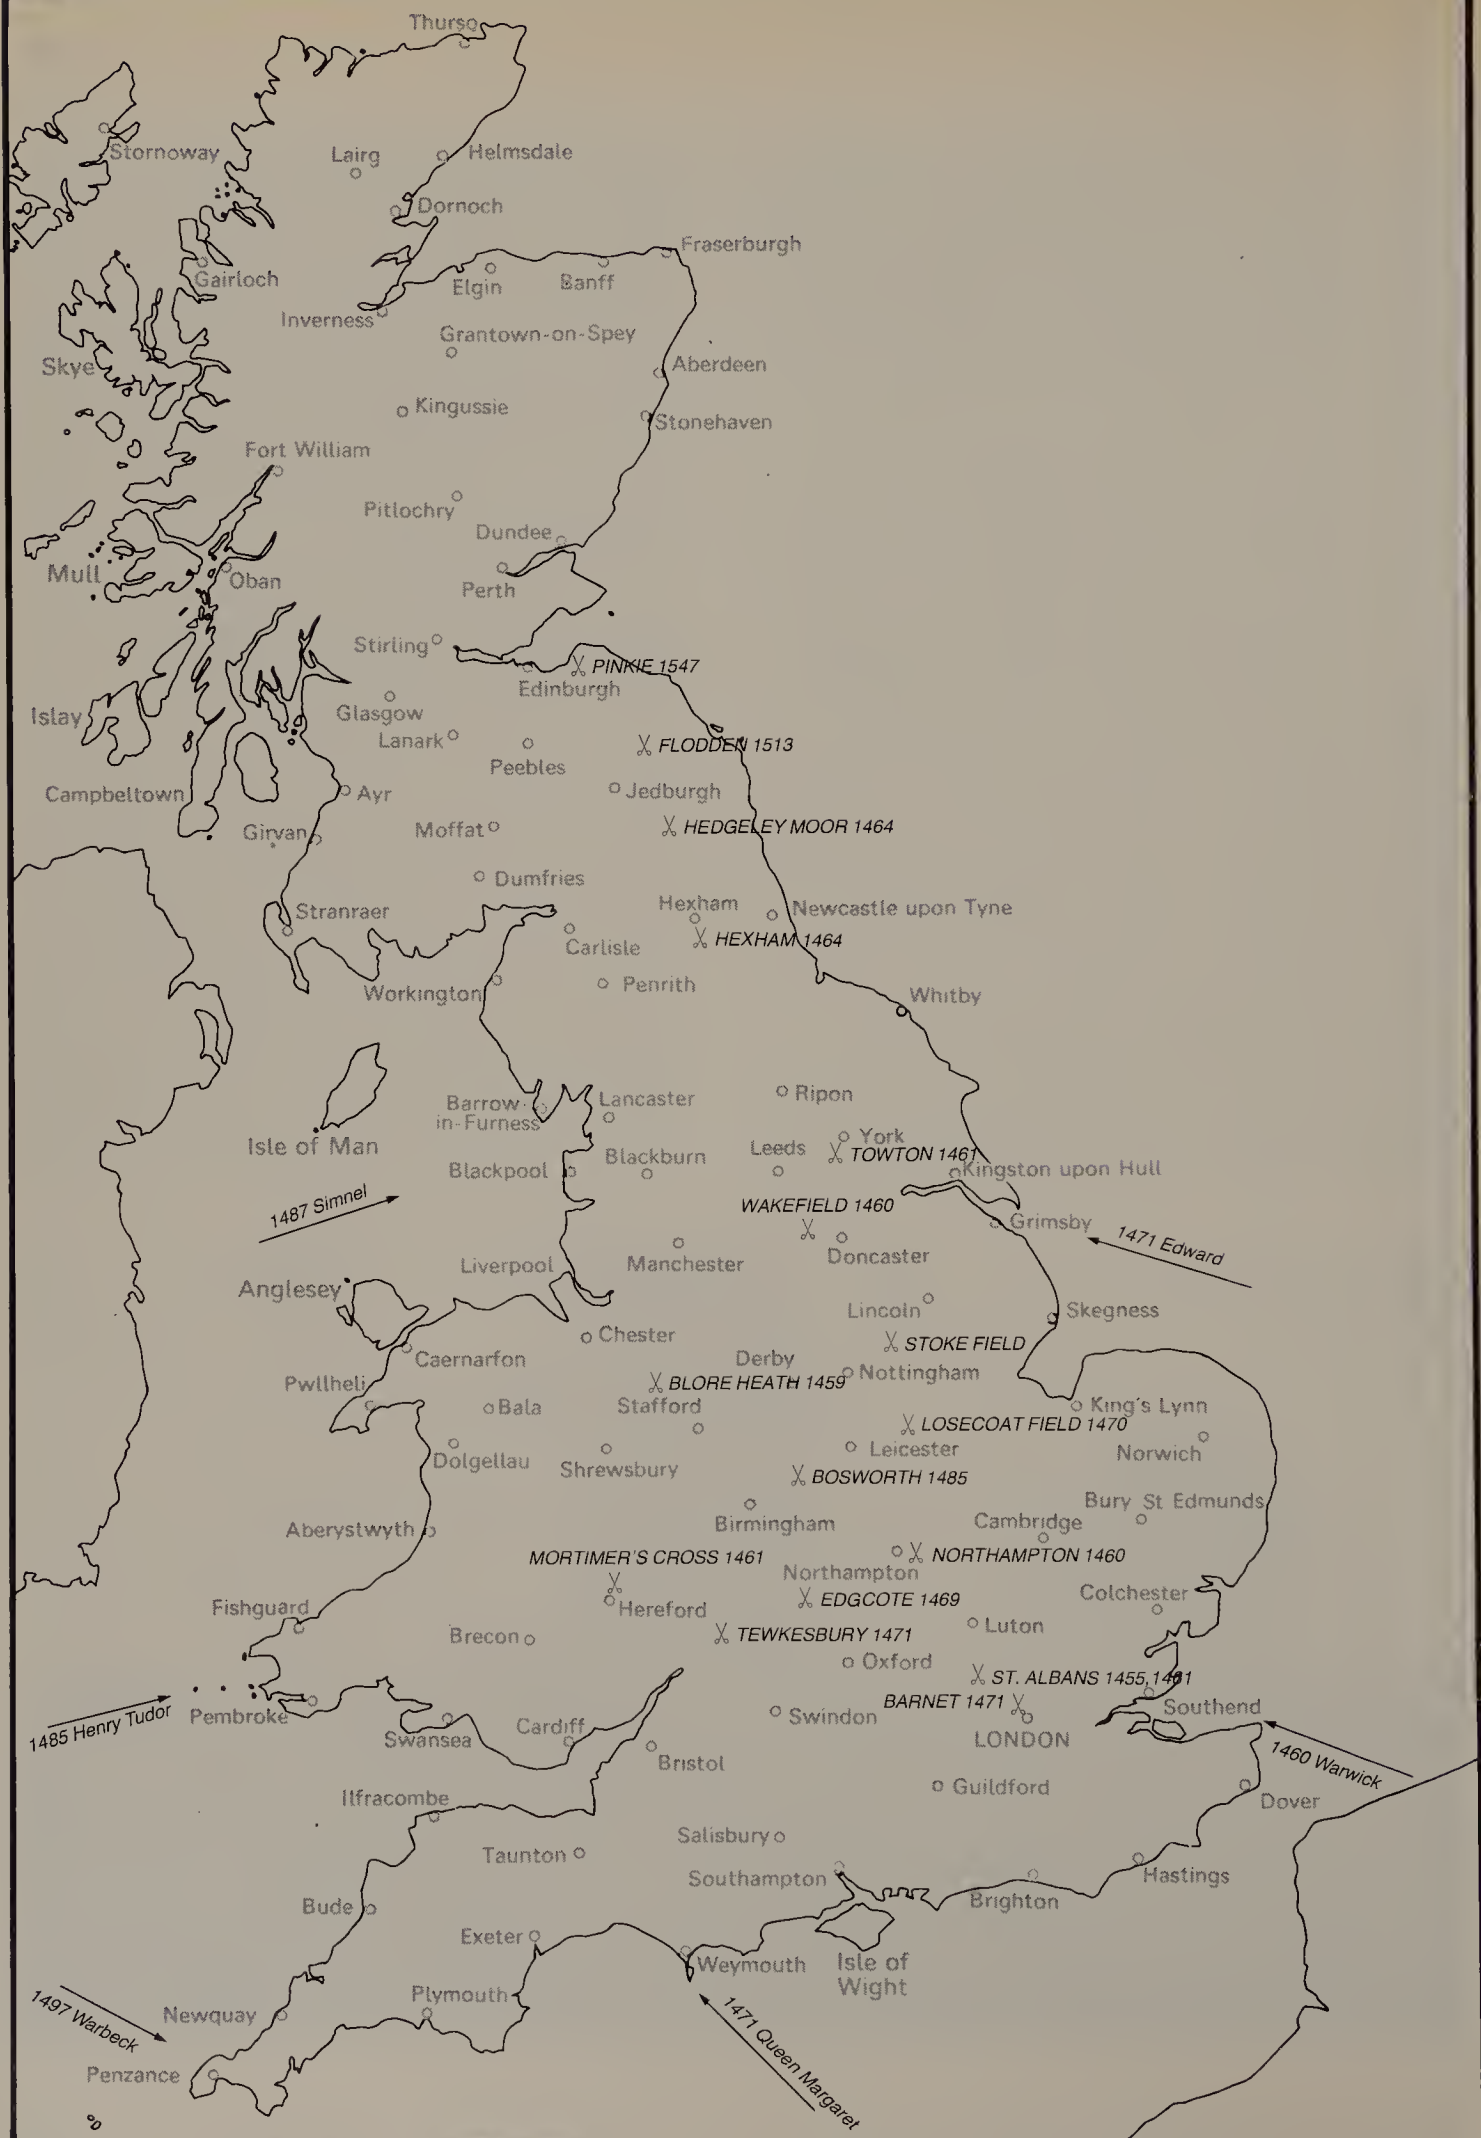 Thurso
Stornoway
Lairg
Helmsdale
Dornoch
Fraserburgh
Gairloch
Elgin
Banff
Inverness
Grantown-on-Spey
Skye
Aberdeen
Kingussie
Stonehaven
Fort William
Pitlochry
Dundee
Mull
Oban
Perth
Stirling
PINKIE 1547
Edinburgh
Islay
Glasgow
Lanark
FLODDEN 1513
Peebles
Campbeltown
Ayr
Jedburgh
Girvan
Moffat
HEDGELEY MOOR 1464
Dumfries
Stranraer
Hexham
Newcastle upon Tyne
HEXHAM 1464
Carlisle
Workington
Penrith
Whitby
Barrow-
in-Furness
Lancaster
Ripon
Isle of Man
York
Leeds
TOWTON 1461
Blackpool
Blackburn
Kingston upon Hull
1487 Simnel
WAKEFIELD 1460
Grimsby
1471 Edward
Liverpool
Manchester
Doncaster
Anglesey
Lincoln
Skegness
Chester
STOKE FIELD
Caernarfon
Derby
Nottingham
Pwllheli
BLORE HEATH 1459
Bala
Stafford
King's Lynn
LOSECOAT FIELD 1470
Dolgellau
Shrewsbury
Leicester
Norwich
BOSWORTH 1485
Bury St Edmunds
Aberystwyth
Birmingham
Cambridge
MORTIMER'S CROSS 1461
NORTHAMPTON 1460
Northampton
Fishguard
Hereford
EDGCOTE 1469
Colchester
Brecon
TEWKESBURY 1471
Luton
Oxford
ST. ALBANS 1455,1461
1485 Henry Tudor
Pembroke
BARNET 1471
Southend
Swansea
Cardiff
Swindon
LONDON
Bristol
1460 Warwick
Ilfracombe
Guildford
Dover
Taunton
Salisbury
Southampton
Hastings
Bude
Brighton
Exeter
Weymouth
Isle of
Wight
1497 Warbeck
Newquay
Plymouth
1471 Queen Margaret
Penzance